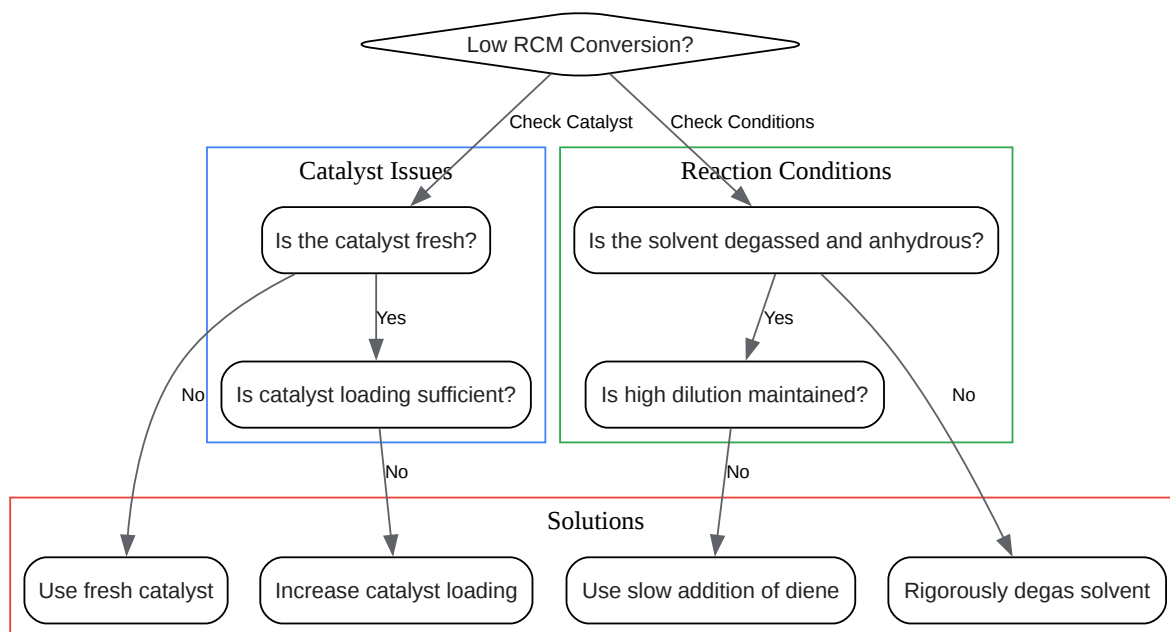 Low RCM Conversion?
Check Catalyst
Check Conditions
Catalyst Issues
Reaction Conditions
Is the catalyst fresh?
Is the solvent degassed and anhydrous?
Yes
Yes
No
Is catalyst loading sufficient?
Is high dilution maintained?
No
No
No
Solutions
Use fresh catalyst
Increase catalyst loading
Use slow addition of diene
Rigorously degas solvent